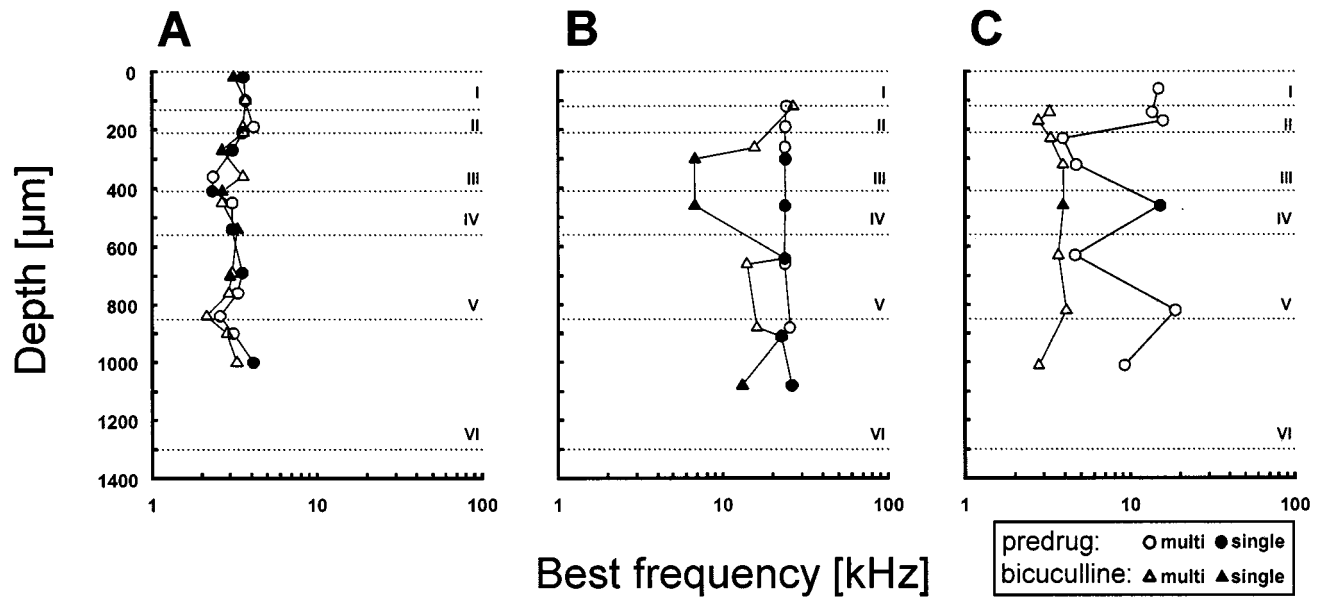 A B C
Depth [µm]
0
200
400
600
800
1000
1200
1400
I
II
III
IV
V
VI
1 10 100
I
II
III
IV
V
VI
1 10 100
I
II
III
IV
V
VI
1 10 100
Best frequency [kHz]
predrug: multi single
bicuculline: multi single